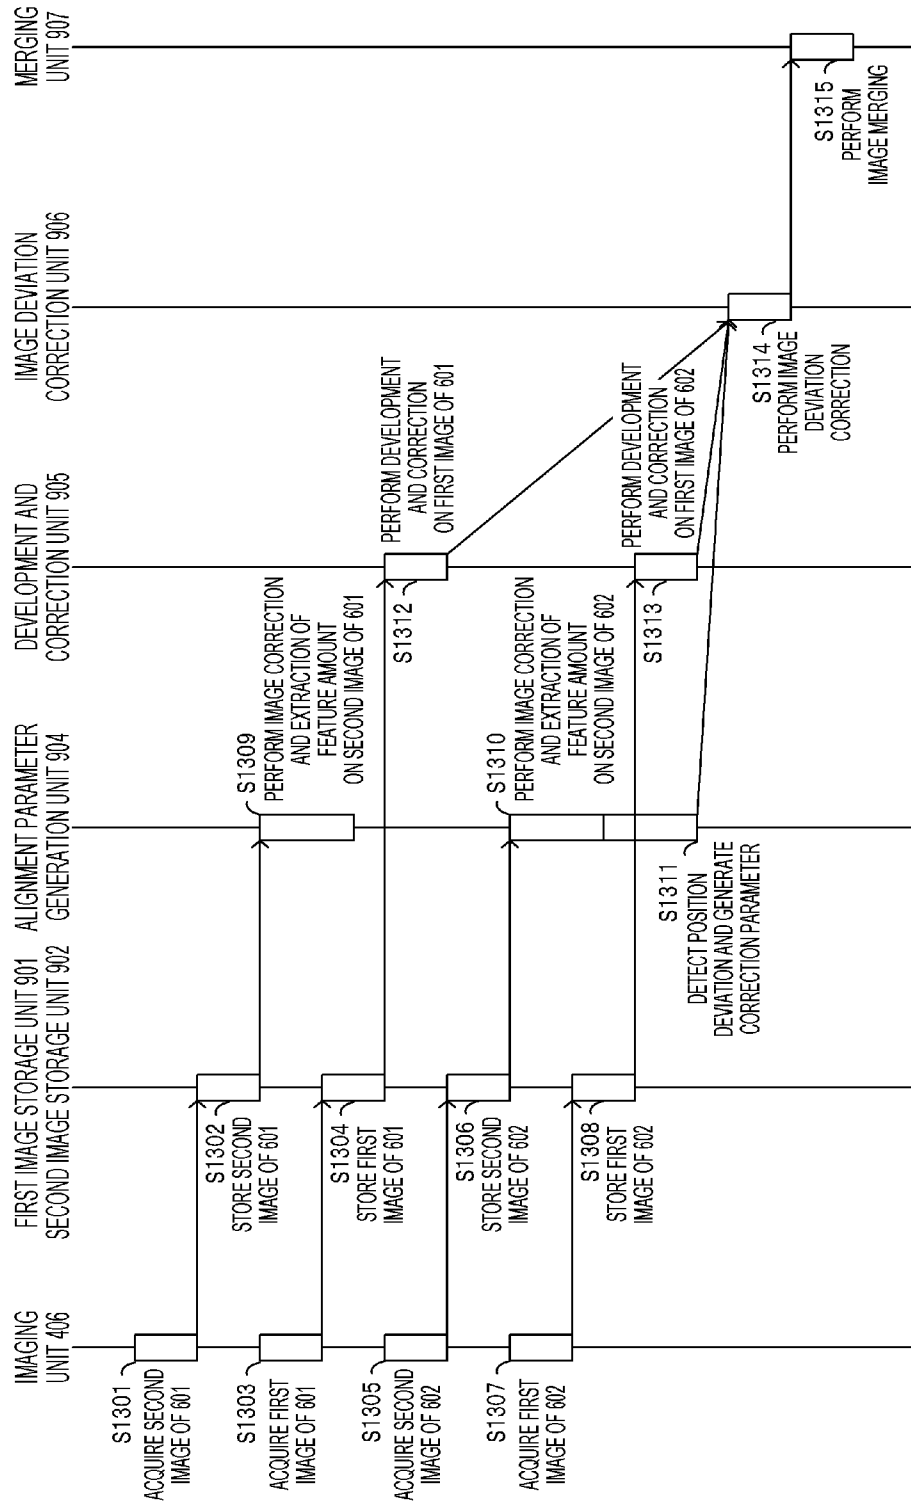 IMAGING
UNIT 406
FIRST IMAGE STORAGE UNIT 901
SECOND IMAGE STORAGE UNIT 902
ALIGNMENT PARAMETER
GENERATION UNIT 904
DEVELOPMENT AND
CORRECTION UNIT 905
IMAGE DEVIATION
CORRECTION UNIT 906
MERGING
UNIT 907
S1301
ACQUIRE SECOND
IMAGE OF 601
S1302
STORE SECOND
IMAGE OF 601
S1303
ACQUIRE FIRST
IMAGE OF 601
S1304
STORE FIRST
IMAGE OF 601
S1305
ACQUIRE SECOND
IMAGE OF 602
S1306
STORE SECOND
IMAGE OF 602
S1307
ACQUIRE FIRST
IMAGE OF 602
S1308
STORE FIRST
IMAGE OF 602
S1309
PERFORM IMAGE CORRECTION
AND EXTRACTION OF
FEATURE AMOUNT
ON SECOND IMAGE OF 601
S1310
PERFORM IMAGE CORRECTION
AND EXTRACTION OF
FEATURE AMOUNT
ON SECOND IMAGE OF 602
S1311
DETECT POSITION
DEVIATION AND GENERATE
CORRECTION PARAMETER
S1312
PERFORM DEVELOPMENT
AND CORRECTION
ON FIRST IMAGE OF 601
S1313
PERFORM DEVELOPMENT
AND CORRECTION
ON FIRST IMAGE OF 602
S1314
PERFORM IMAGE
DEVIATION
CORRECTION
S1315
PERFORM
IMAGE MERGING